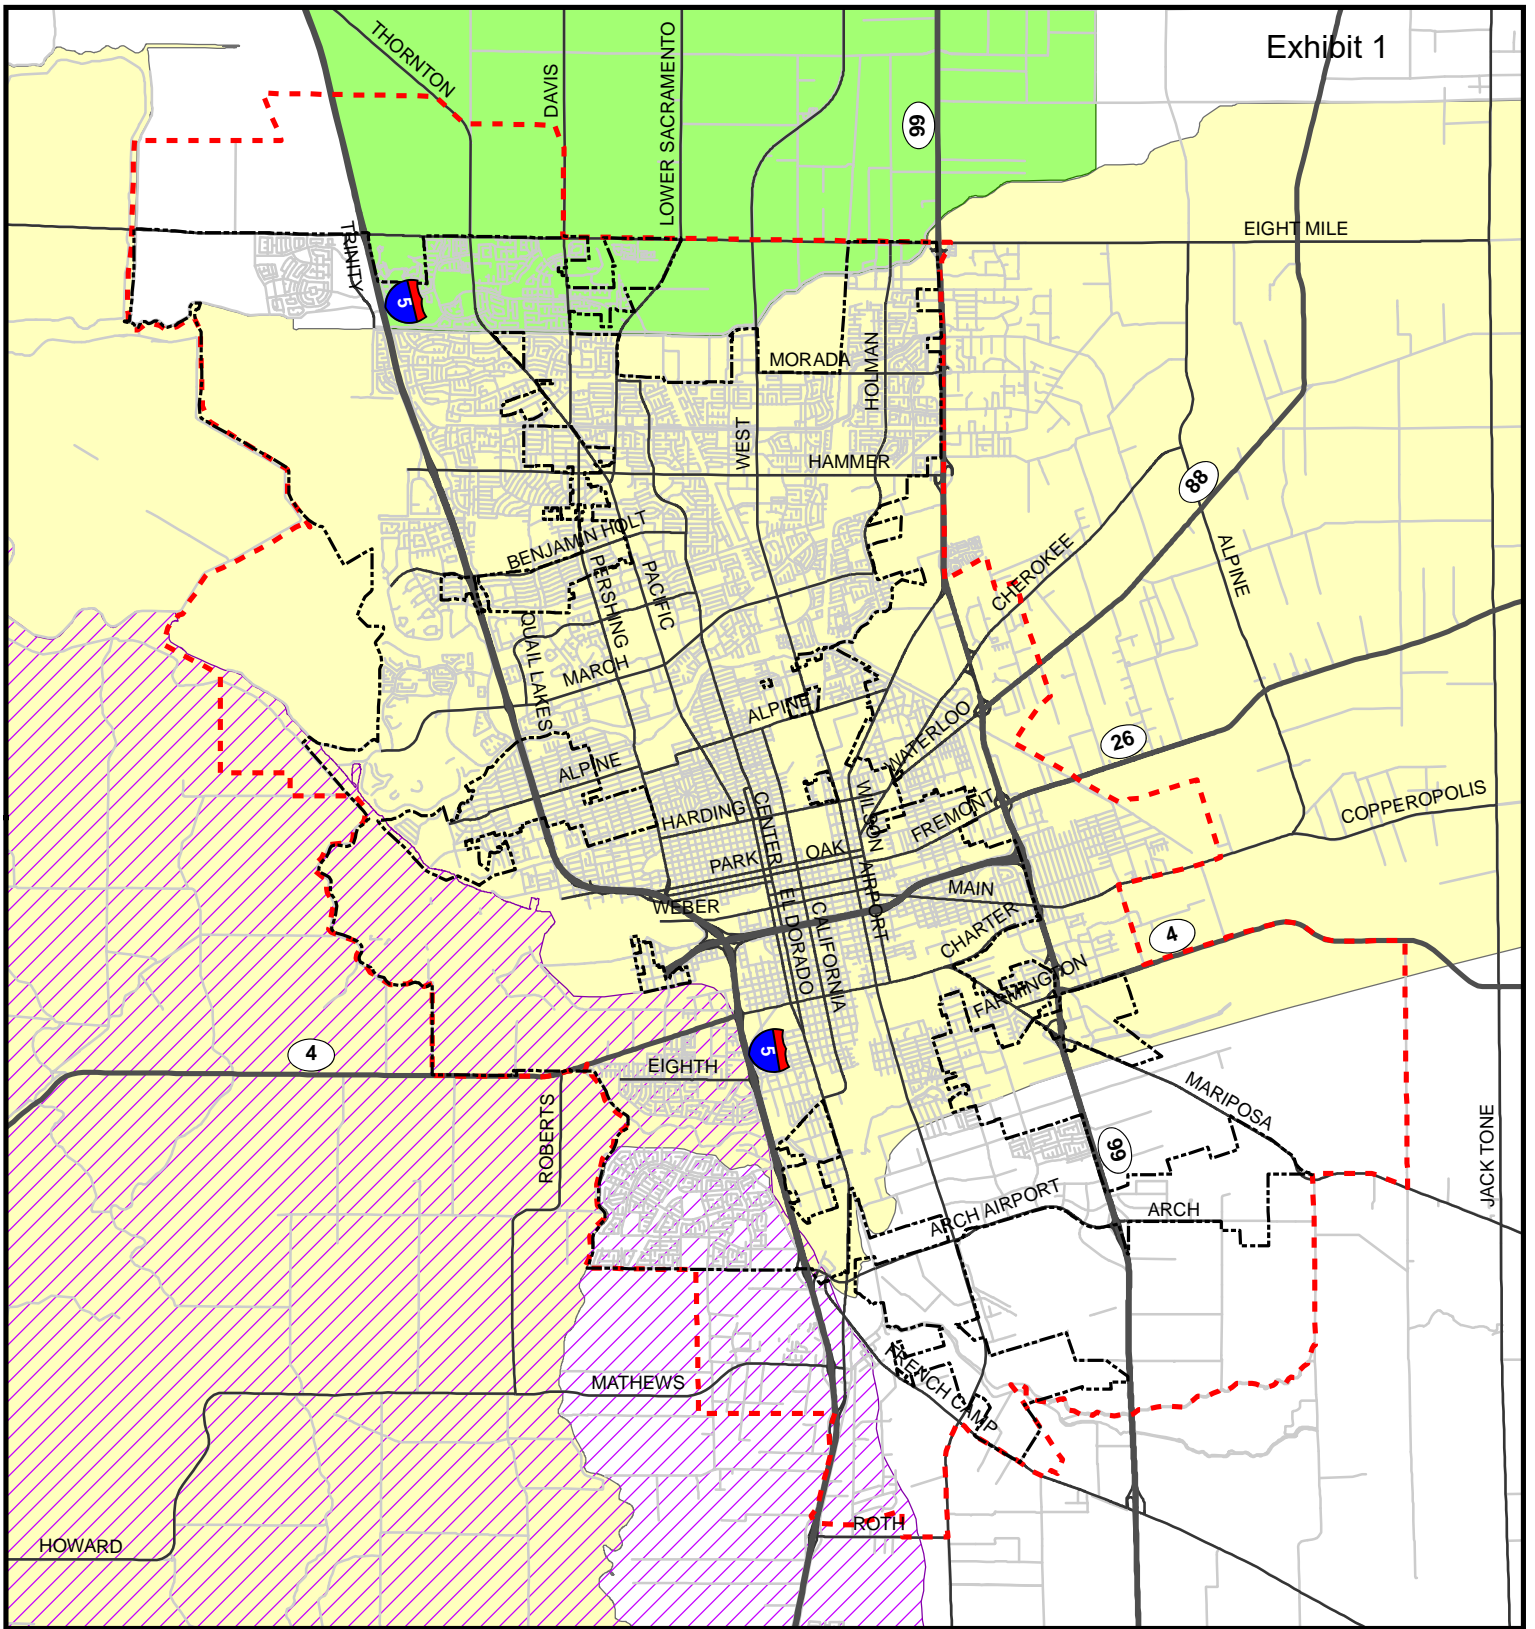 Exhibit 1
THORNTON
DAVIS
LOWER SACRAMENTO
99
EIGHT MILE
TRINITY
5
MORADA
HOLMAN
WEST
HAMMER
88
BENJAMIN HOLT
CHEROKEE
ALPINE
PERSHING
PACIFIC
QUAIL LAKES
MARCH
ALPINE
WATERLOO
26
ALPINE
COPPEROPOLIS
HARDING
CENTER
WILSON
FREMONT
PARK
OAK
MAIN
WEBER
EL DORADO
CALIFORNIA
AIRPORT
CHARTER
4
FARMINGTON
4
5
EIGHTH
MARIPOSA
ROBERTS
99
JACK TONE
ARCH AIRPORT
ARCH
MATHEWS
FRENCH CAMP
ROTH
HOWARD